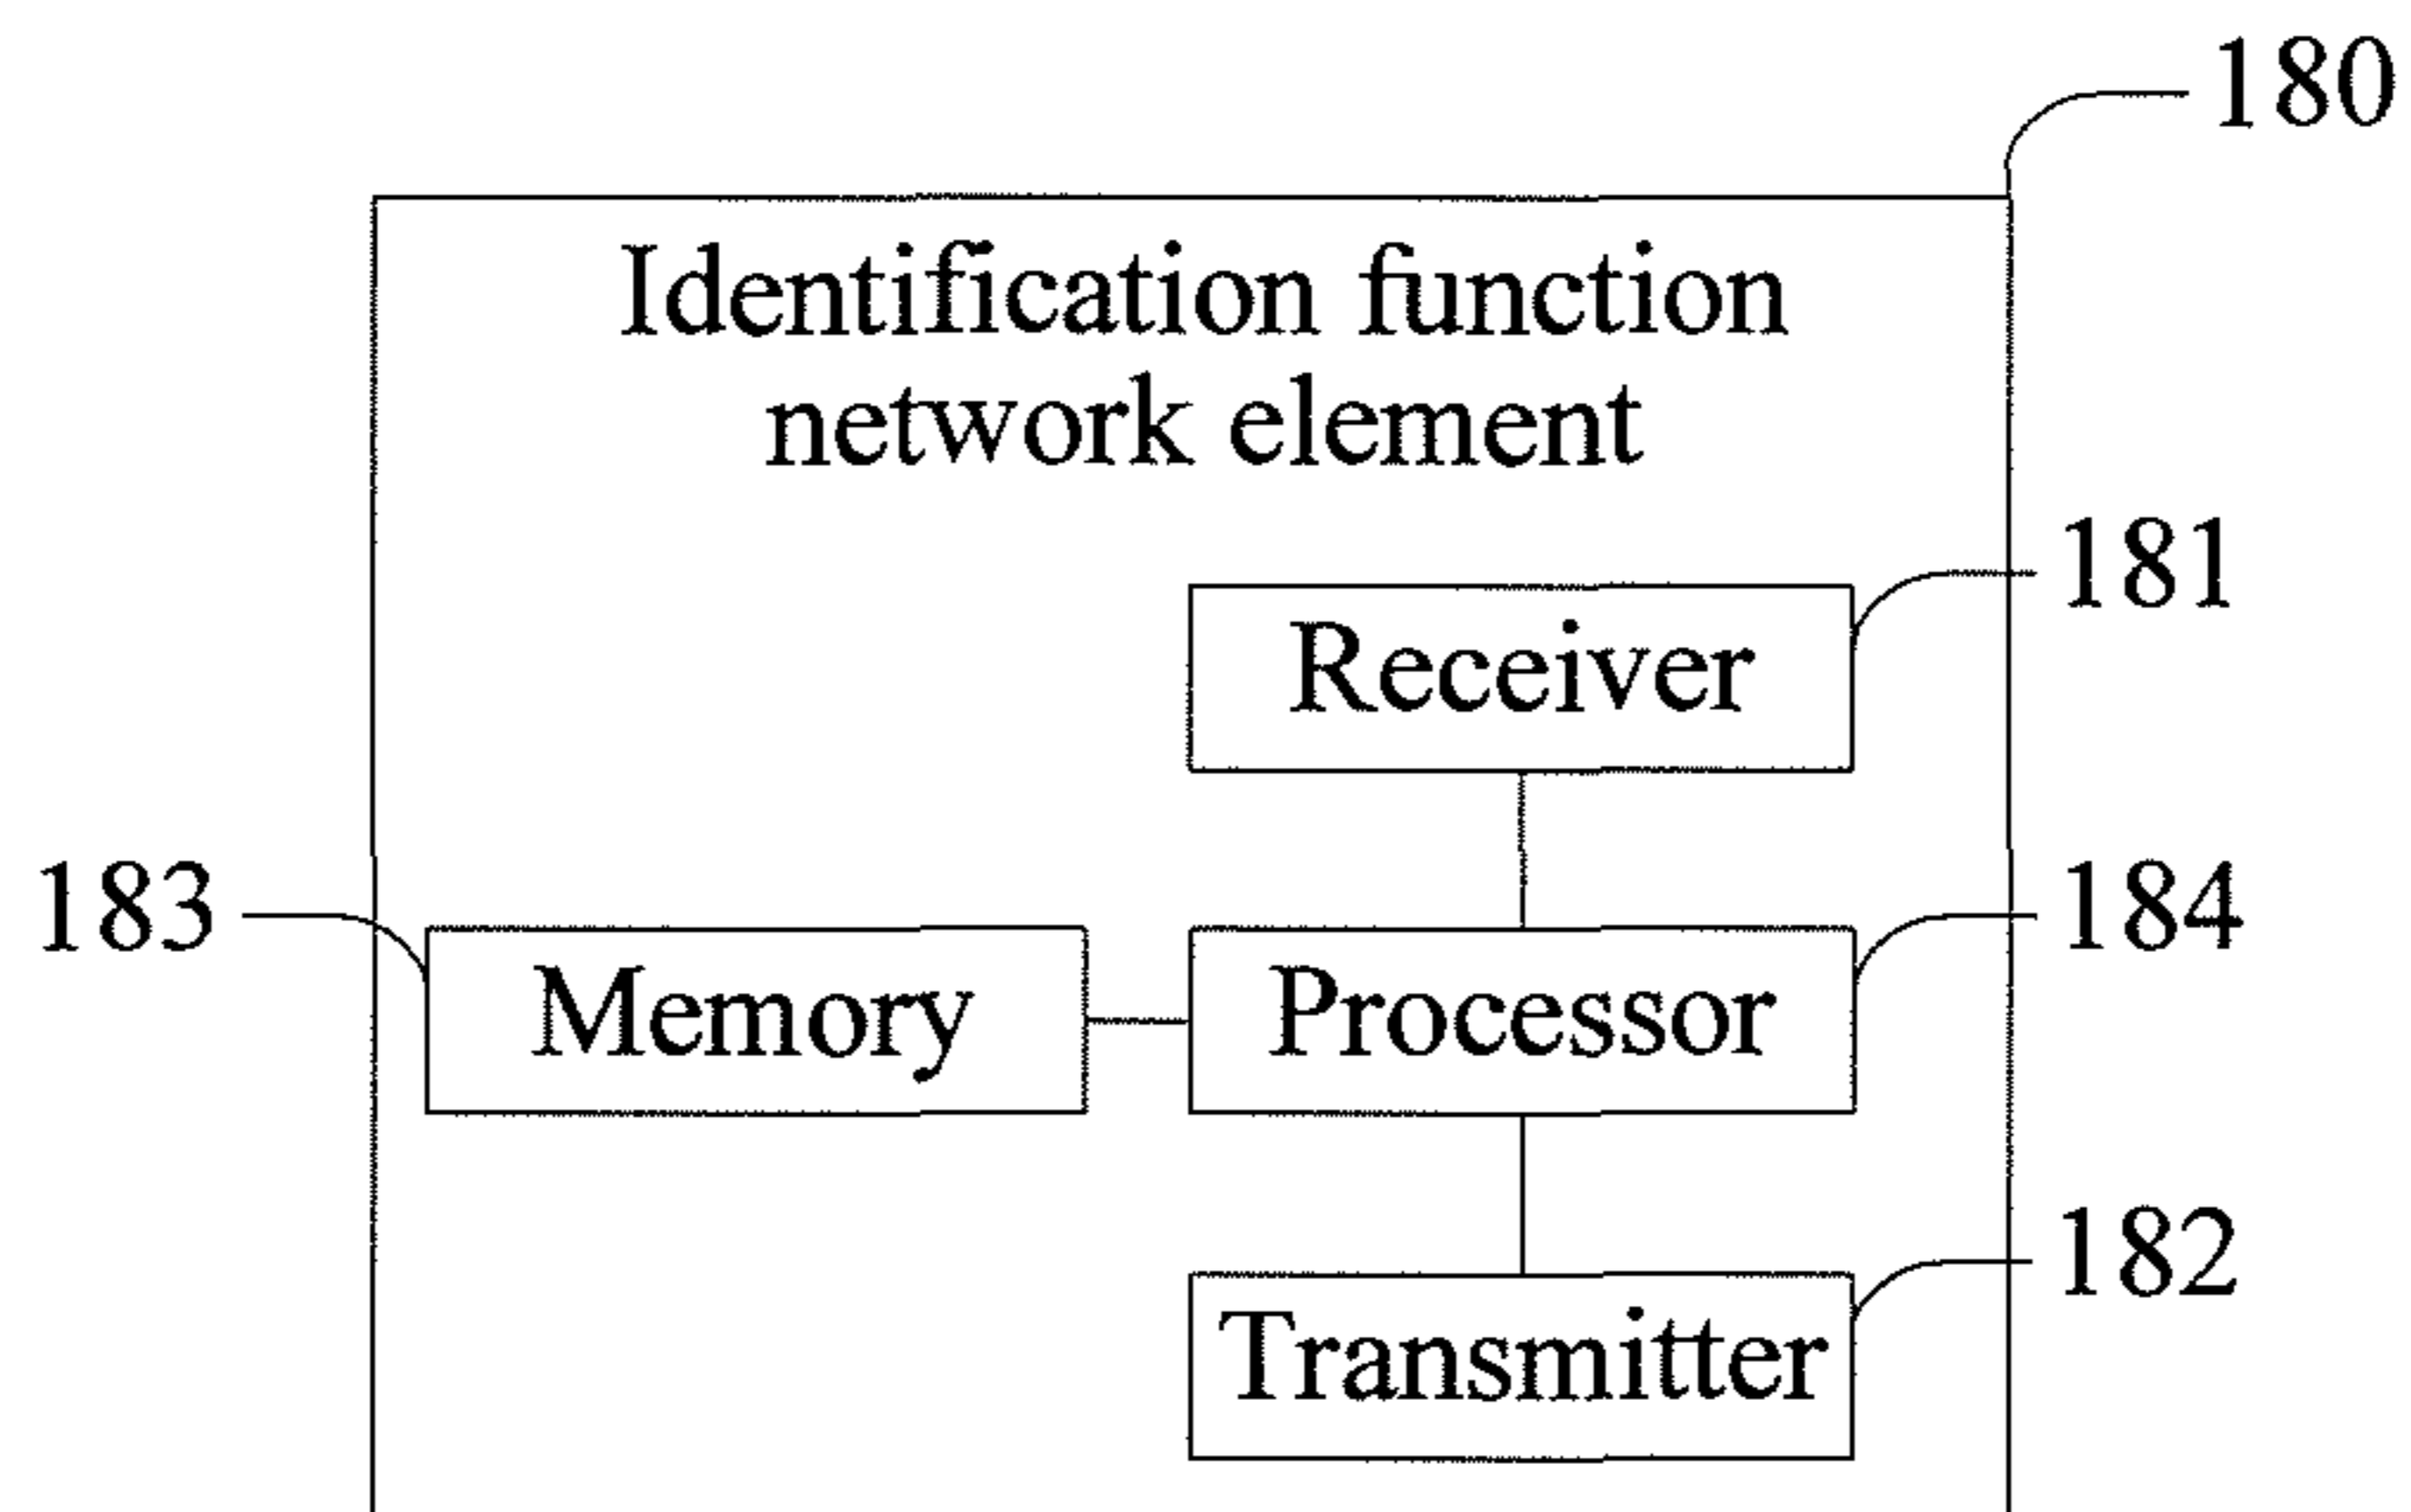 180
Identification function
network element
181
Receiver
183
184
Memory
Processor
182
Transmitter